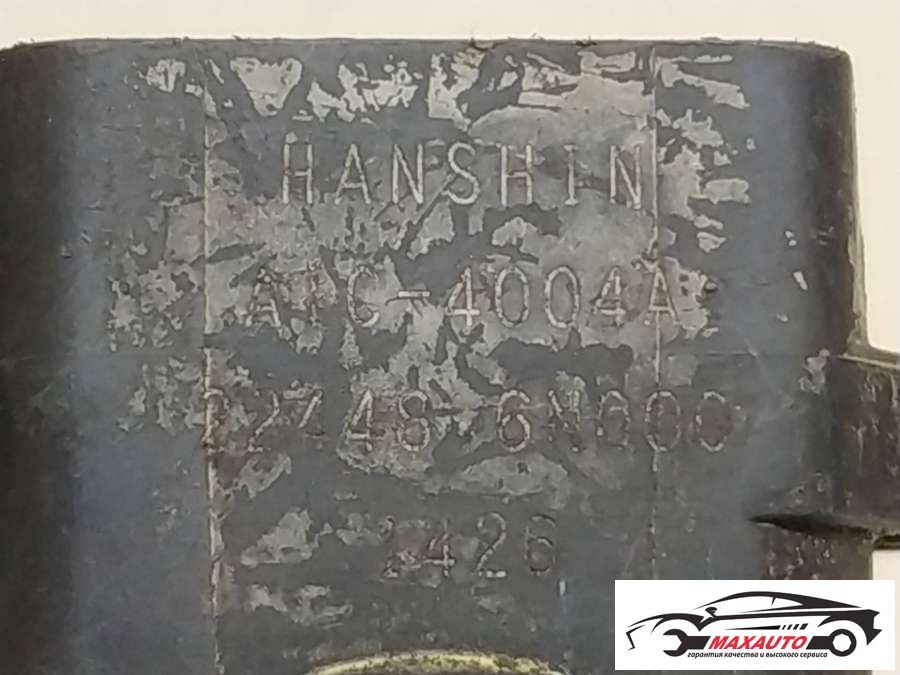 HANSHIN
AIC-4004A
22448-6N000
2426
MAXAUTO
гарантия качества и высокого сервиса